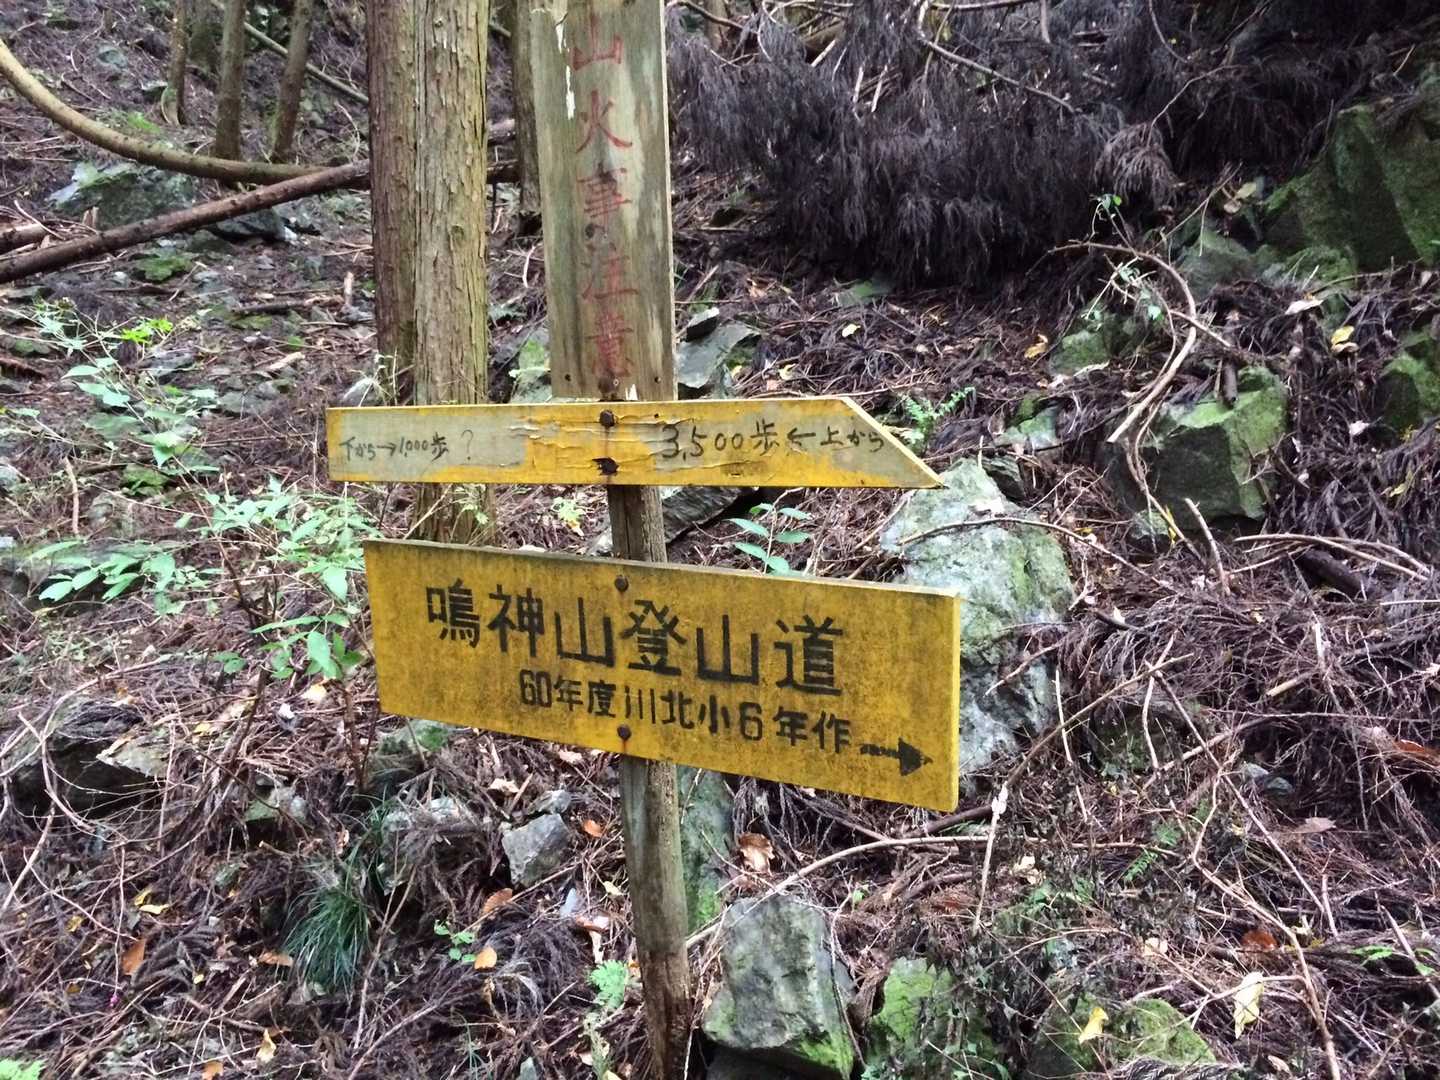 山火事注意
下から→1,000歩 ? 3,500歩←上から
鳴神山登山道
60年度川北小6年作→